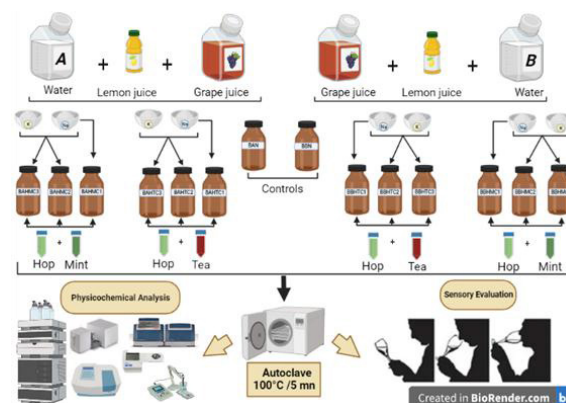 A
B
Water
Lemon juice
Grape juice
Grape juice
Lemon juice
Water
BAN
BBN
Controls
BAHMC3
BAHMC2
BAHMC1
BAHTC3
BAHTC2
BAHTC1
BBHTC1
BBHTC2
BBHTC3
BBHMC1
BBHMC2
Hop
Mint
Hop
Tea
Hop
Tea
Hop
Mint
Physicochemical Analysis
Sensory Evaluation
Autoclave
100°C /5 mn
Created in BioRender.com